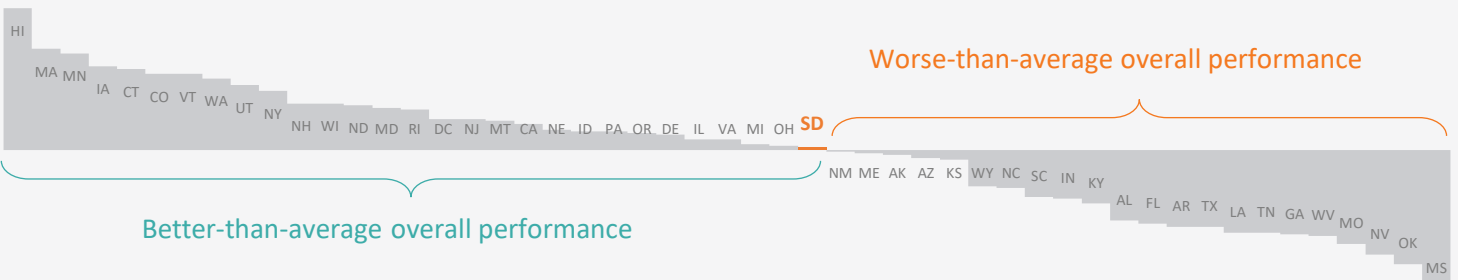 HI
MA MN IA CT CO VT WA UT NY NH WI ND MD RI DC NJ MT CA NE ID PA OR DE IL VA MI OH SD
Worse-than-average overall performance
NM ME AK AZ KS WY NC SC IN KY AL FL AR TX LA TN GA WV MO NV OK MS
Better-than-average overall performance